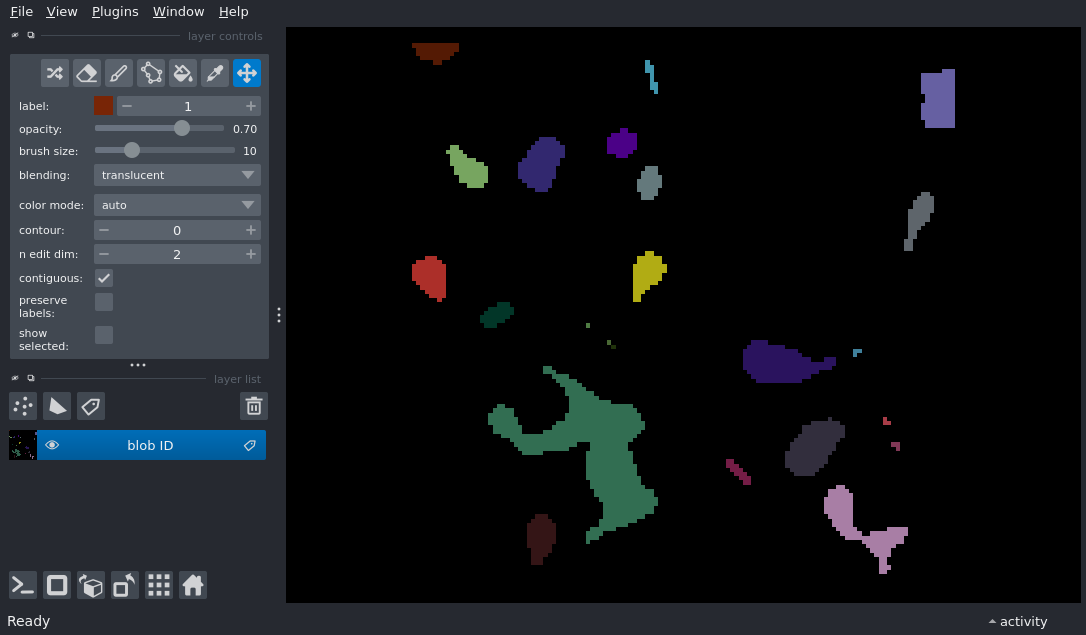 File View Plugins Window Help
layer controls
label: 1
opacity: 0.70
brush size: 10
blending: translucent
color mode: auto
contour: 0
n edit dim: 2
contiguous:
preserve
labels:
show
selected:
layer list
blob ID
Ready
activity